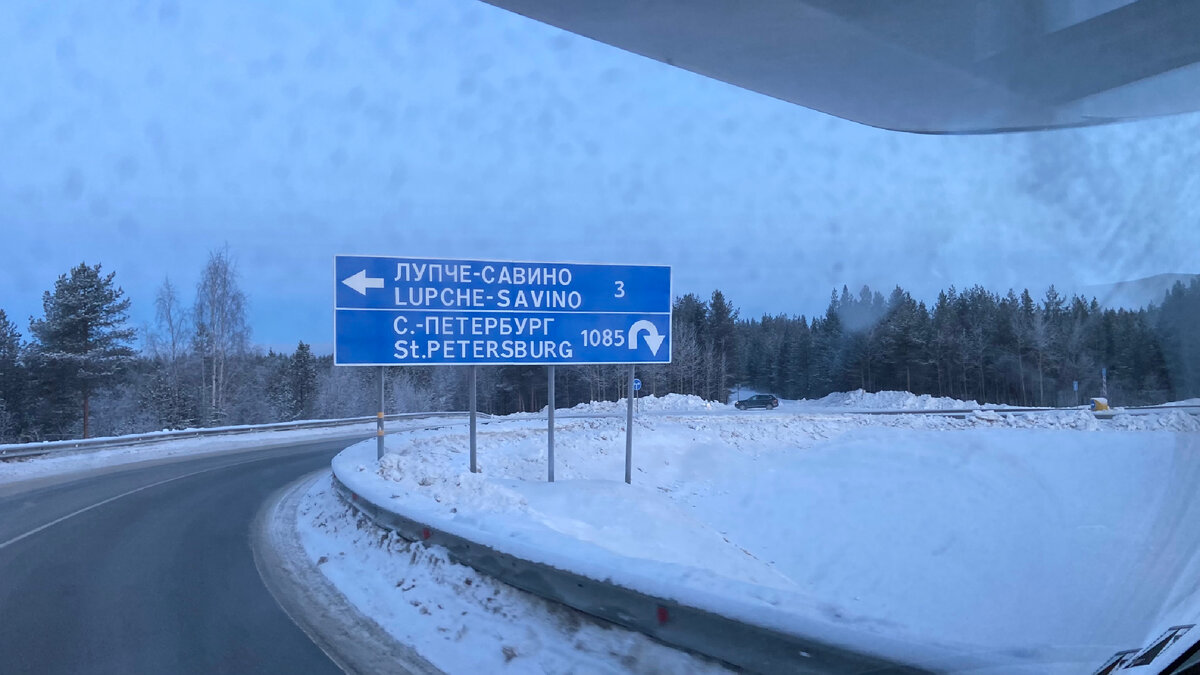 ЛУПЧЕ-САВИНО
LUPCHE-SAVINO 3
С.-ПЕТЕРБУРГ
St.PETERSBURG 1085